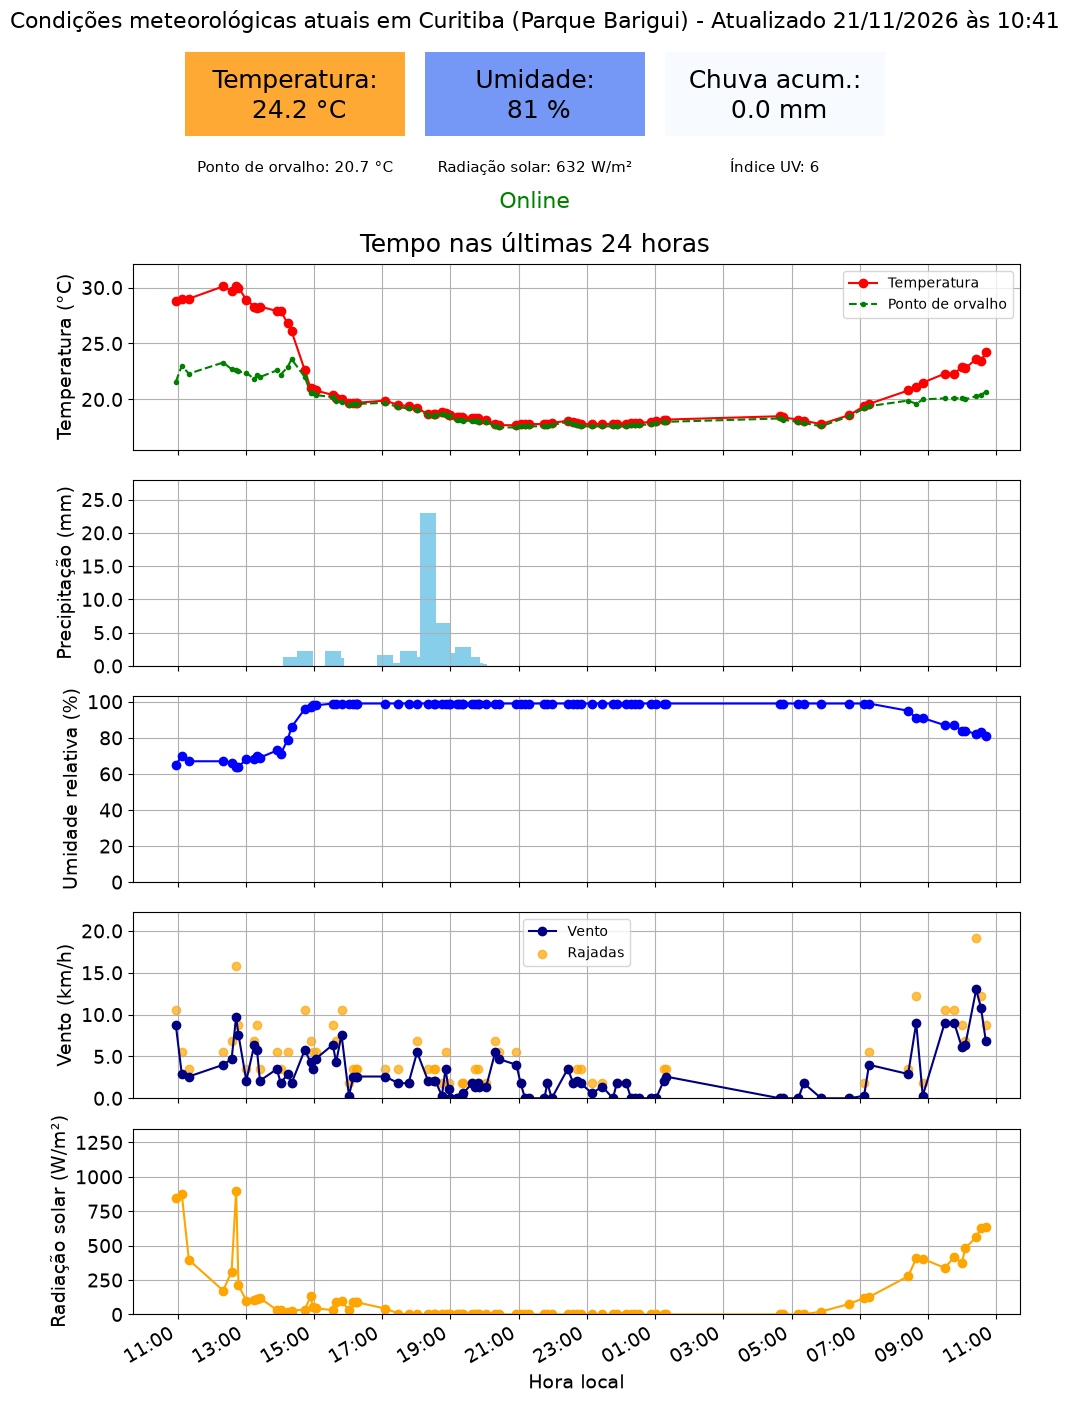 Condições meteorológicas atuais em Curitiba (Parque Barigui) - Atualizado 21/11/2026 às 10:41
Temperatura:
24.2 °C
Umidade:
81 %
Chuva acum.:
0.0 mm
Ponto de orvalho: 20.7 °C
Radiação solar: 632 W/m²
Índice UV: 6
Online
Tempo nas últimas 24 horas
Temperatura (°C)
30.0
25.0
20.0
Temperatura
Ponto de orvalho
Precipitação (mm)
25.0
20.0
15.0
10.0
5.0
0.0
Umidade relativa (%)
100
80
60
40
20
0
Vento (km/h)
20.0
15.0
10.0
5.0
0.0
Vento
Rajadas
Radiação solar (W/m²)
1250
1000
750
500
250
0
11:00
13:00
15:00
17:00
19:00
21:00
23:00
01:00
03:00
05:00
07:00
09:00
11:00
Hora local